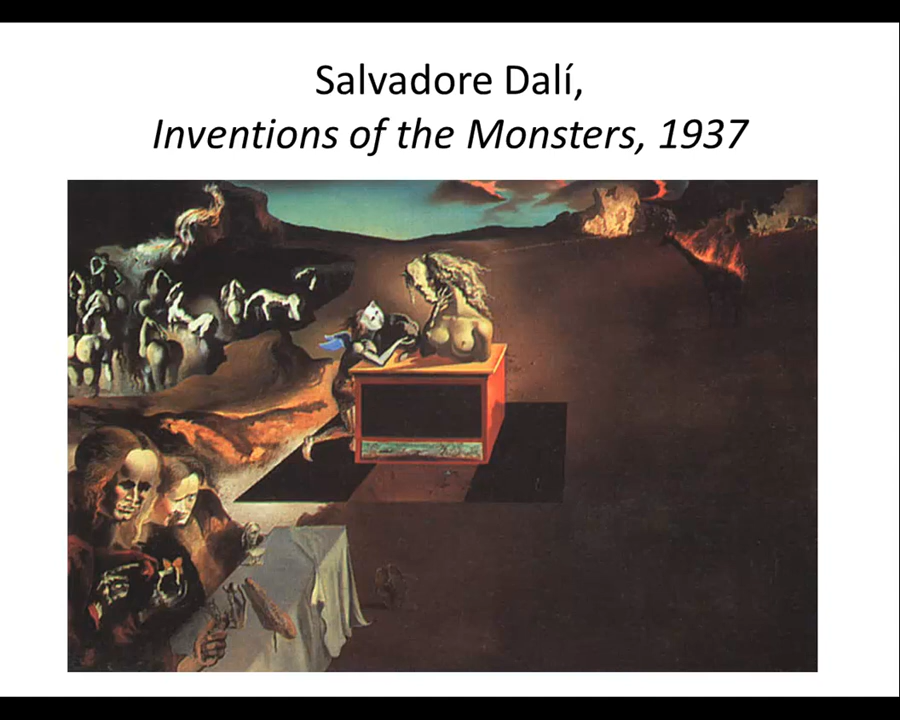 Salvadore Dalí,
Inventions of the Monsters, 1937